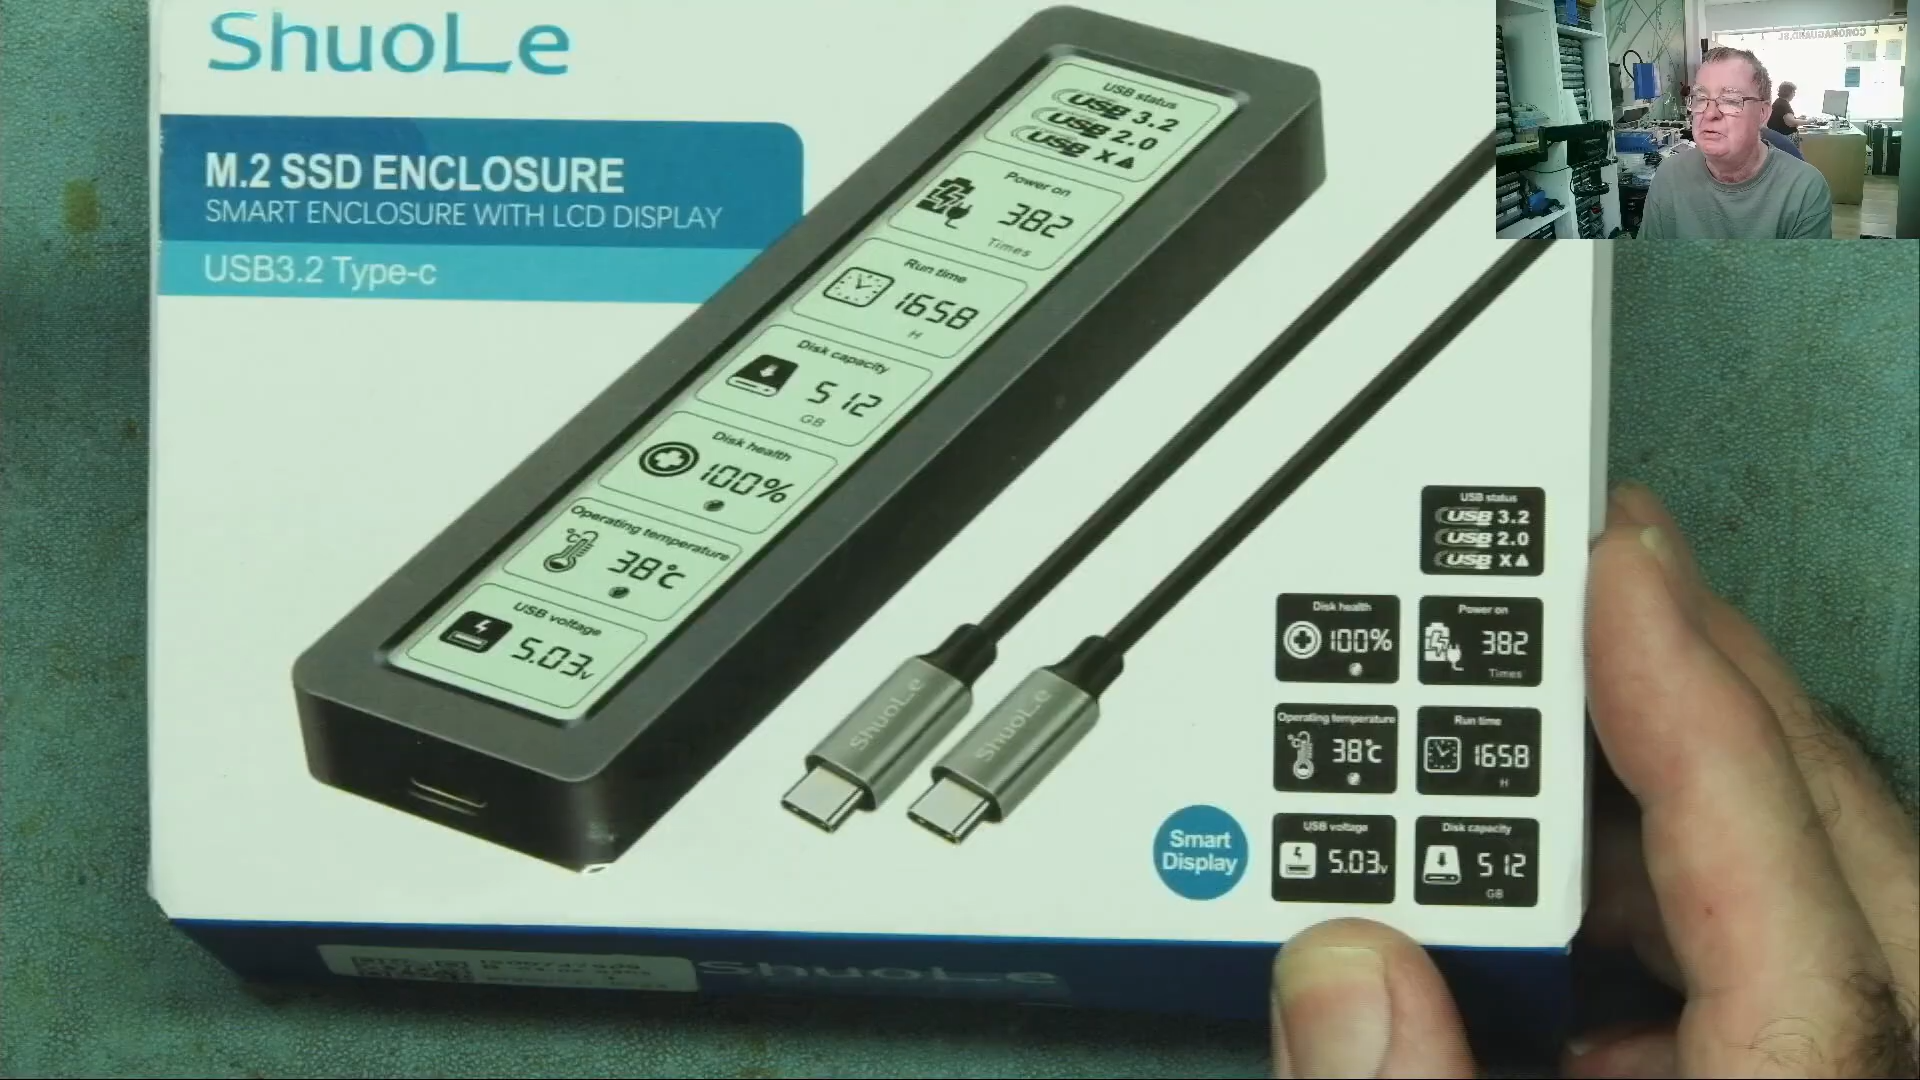 ShuoLe
M.2 SSD ENCLOSURE
SMART ENCLOSURE WITH LCD DISPLAY
USB3.2 Type-c
USB status
USB 3.2
USB 2.0
USB X
Power on
382
Times
Run time
1658
H
Disk capacity
512
GB
Disk health
100%
Operating temperature
38℃
USB voltage
5.03v
ShuoLe
ShuoLe
USB status
USB 3.2
USB 2.0
USB X
Disk health
100%
Power on
382
Times
Operating temperature
38℃
Run time
1658
H
Smart
Display
USB voltage
5.03v
Disk capacity
512
GB
ShuoLe